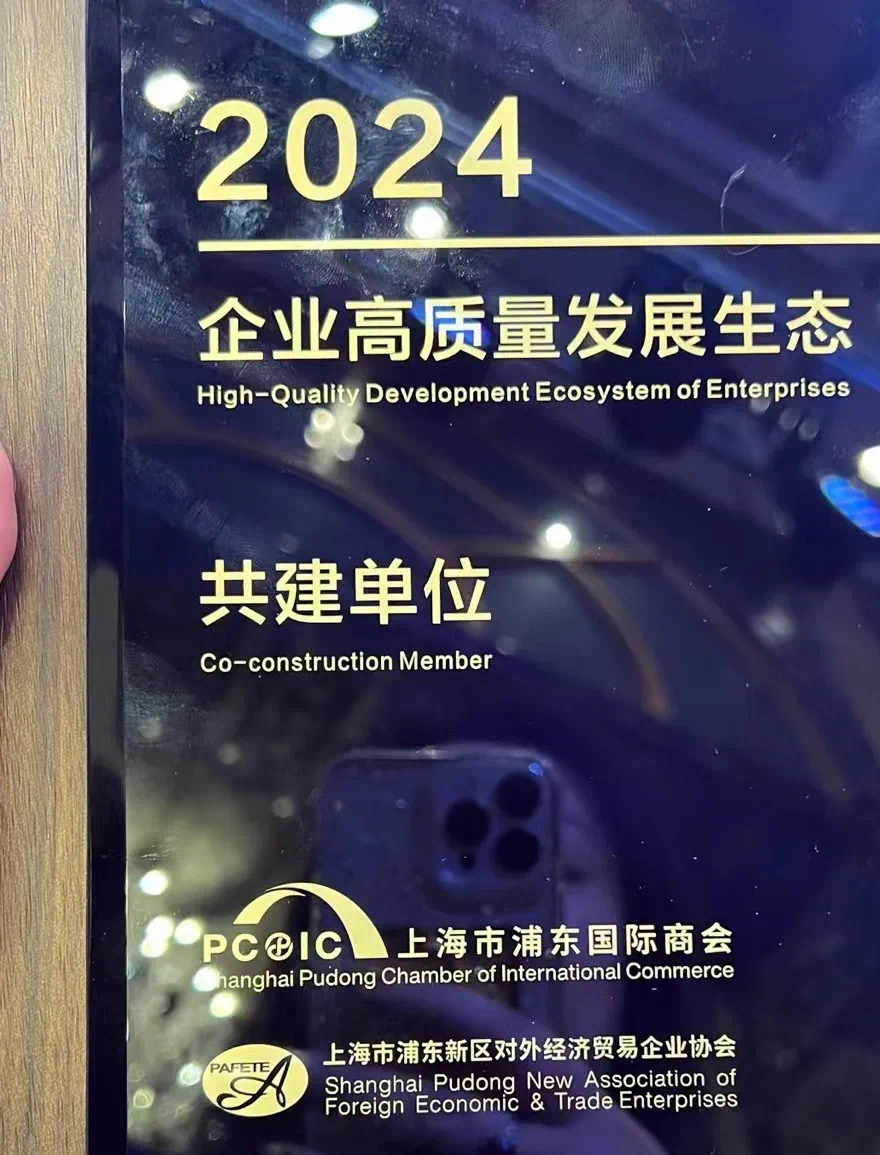 2024
企业高质量发展生态
High-Quality Development Ecosystem of Enterprises
共建单位
Co-construction Member
PCOIC 上海市浦东国际商会
Shanghai Pudong Chamber of International Commerce
PAFETE 上海市浦东新区对外经济贸易企业协会
Shanghai Pudong New Association of
Foreign Economic & Trade Enterprises